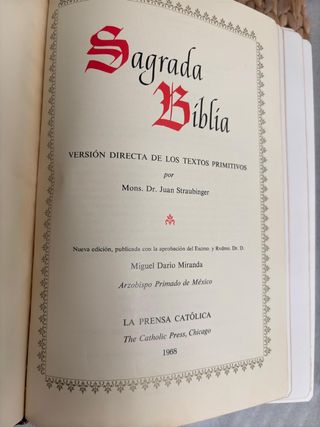 Sagrada
Biblia
VERSIÓN DIRECTA DE LOS TEXTOS PRIMITIVOS
por
Mons. Dr. Juan Straubinger
Nueva edición, publicada con la aprobación del Excmo. y Rvdmo. Dr. D.
Miguel Darío Miranda
Arzobispo Primado de México
LA PRENSA CATÓLICA
The Catholic Press, Chicago
1968